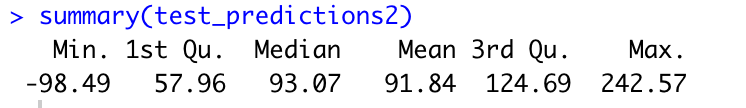 > summary(test_predictions2)
Min. 1st Qu. Median Mean 3rd Qu. Max.
-98.49 57.96 93.07 91.84 124.69 242.57